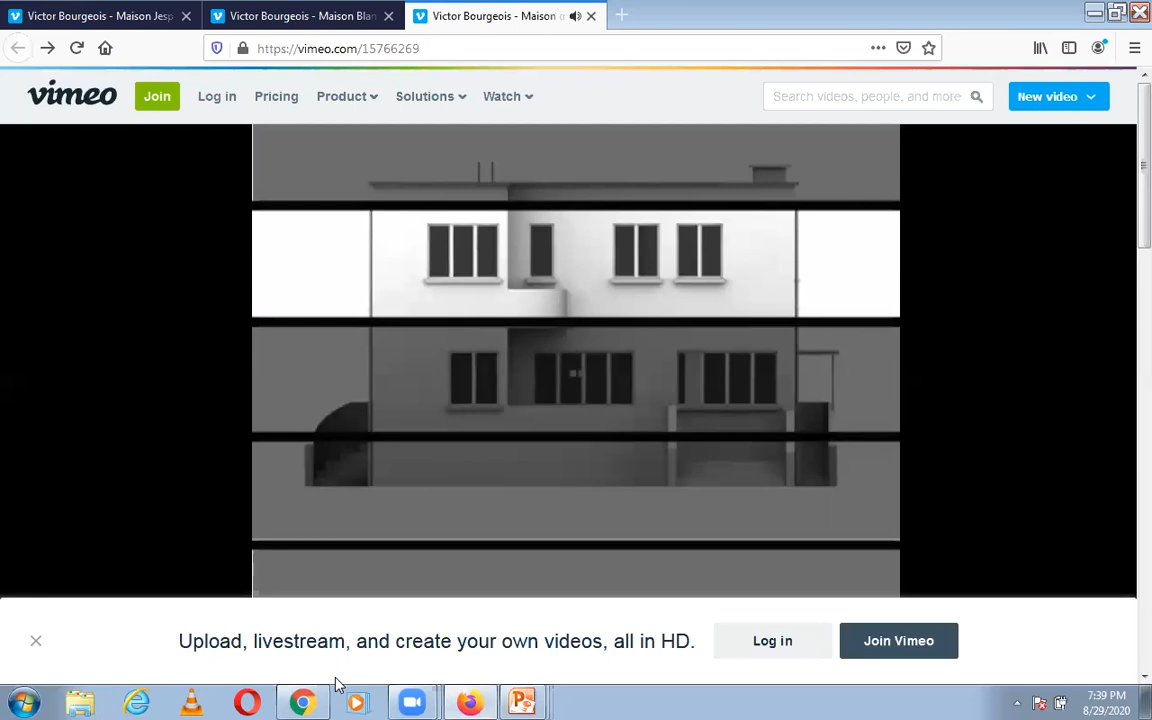 Victor Bourgeois - Maison Jesp
Victor Bourgeois - Maison Blan
Victor Bourgeois - Maison
https://vimeo.com/15766269
vimeo
Join
Log in
Pricing
Product
Solutions
Watch
Search videos, people, and more
New video
Upload, livestream, and create your own videos, all in HD.
Log in
Join Vimeo
7:39 PM
8/29/2020